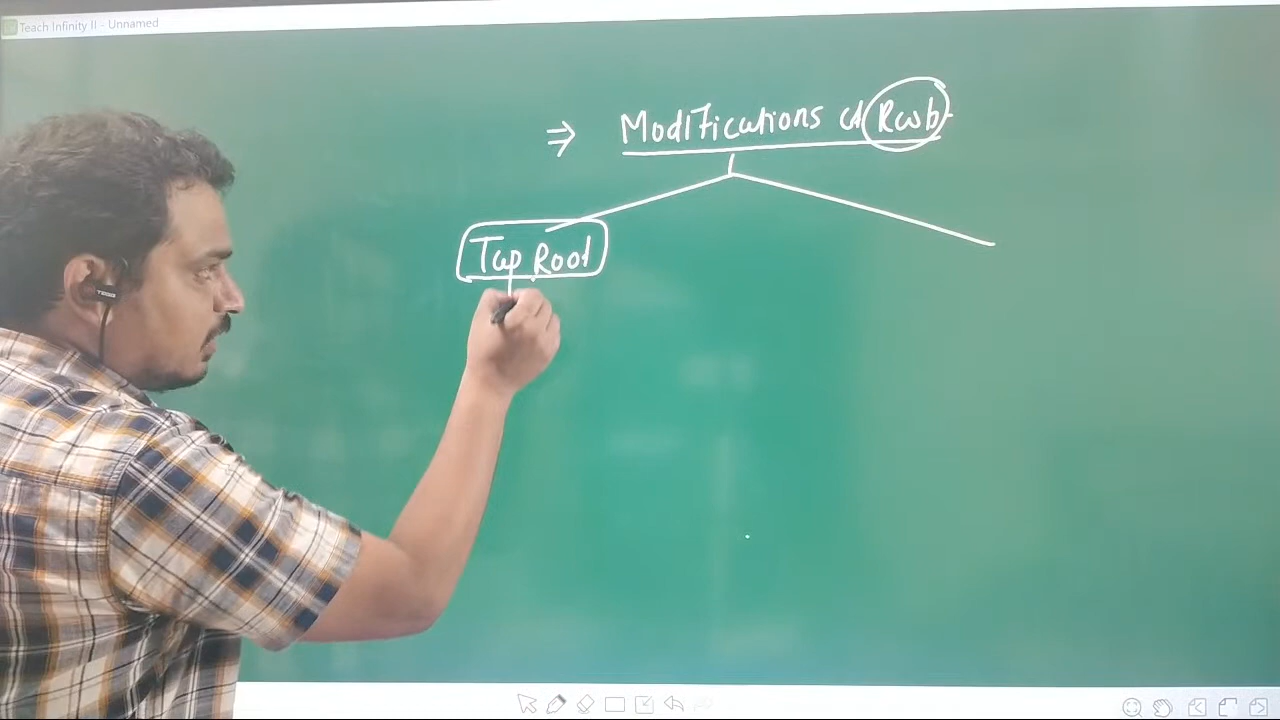 Teach Infinity II - Unnamed
⇒ Modifications of Root
Tap Root